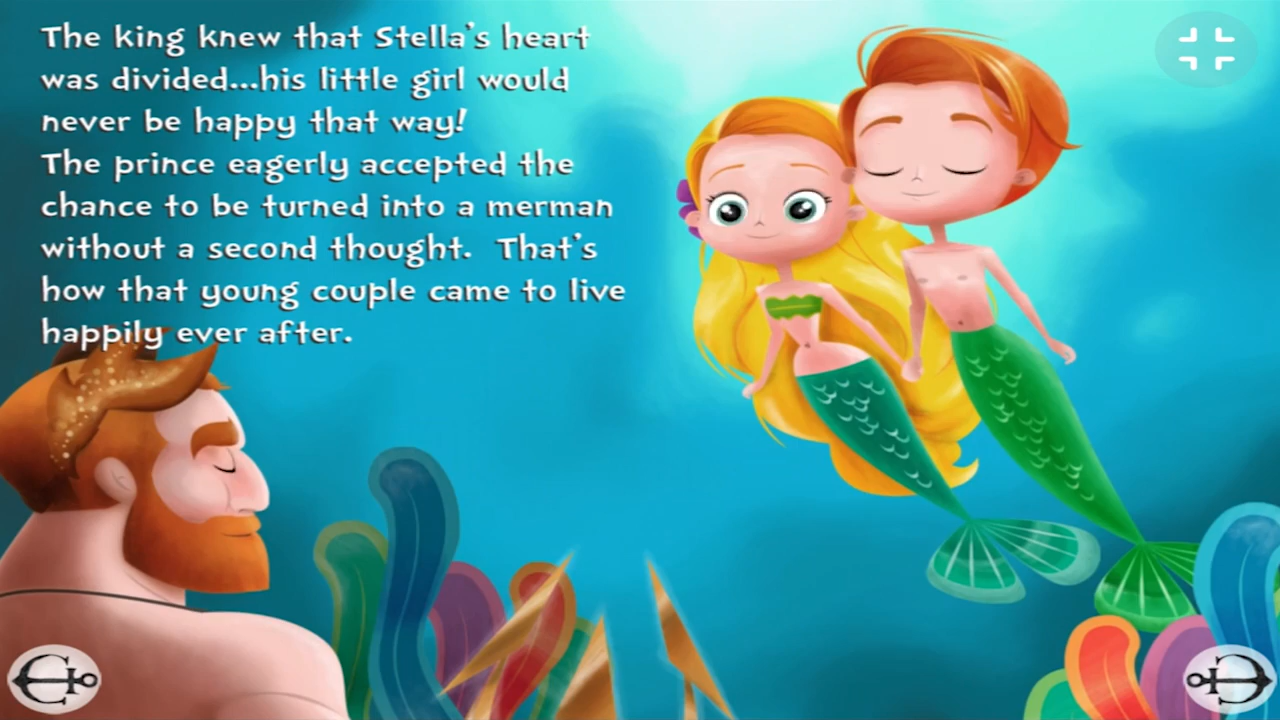 The king knew that Stella's heart
was divided...his little girl would
never be happy that way!
The prince eagerly accepted the
chance to be turned into a merman
without a second thought.  That's
how that young couple came to live
happily ever after.